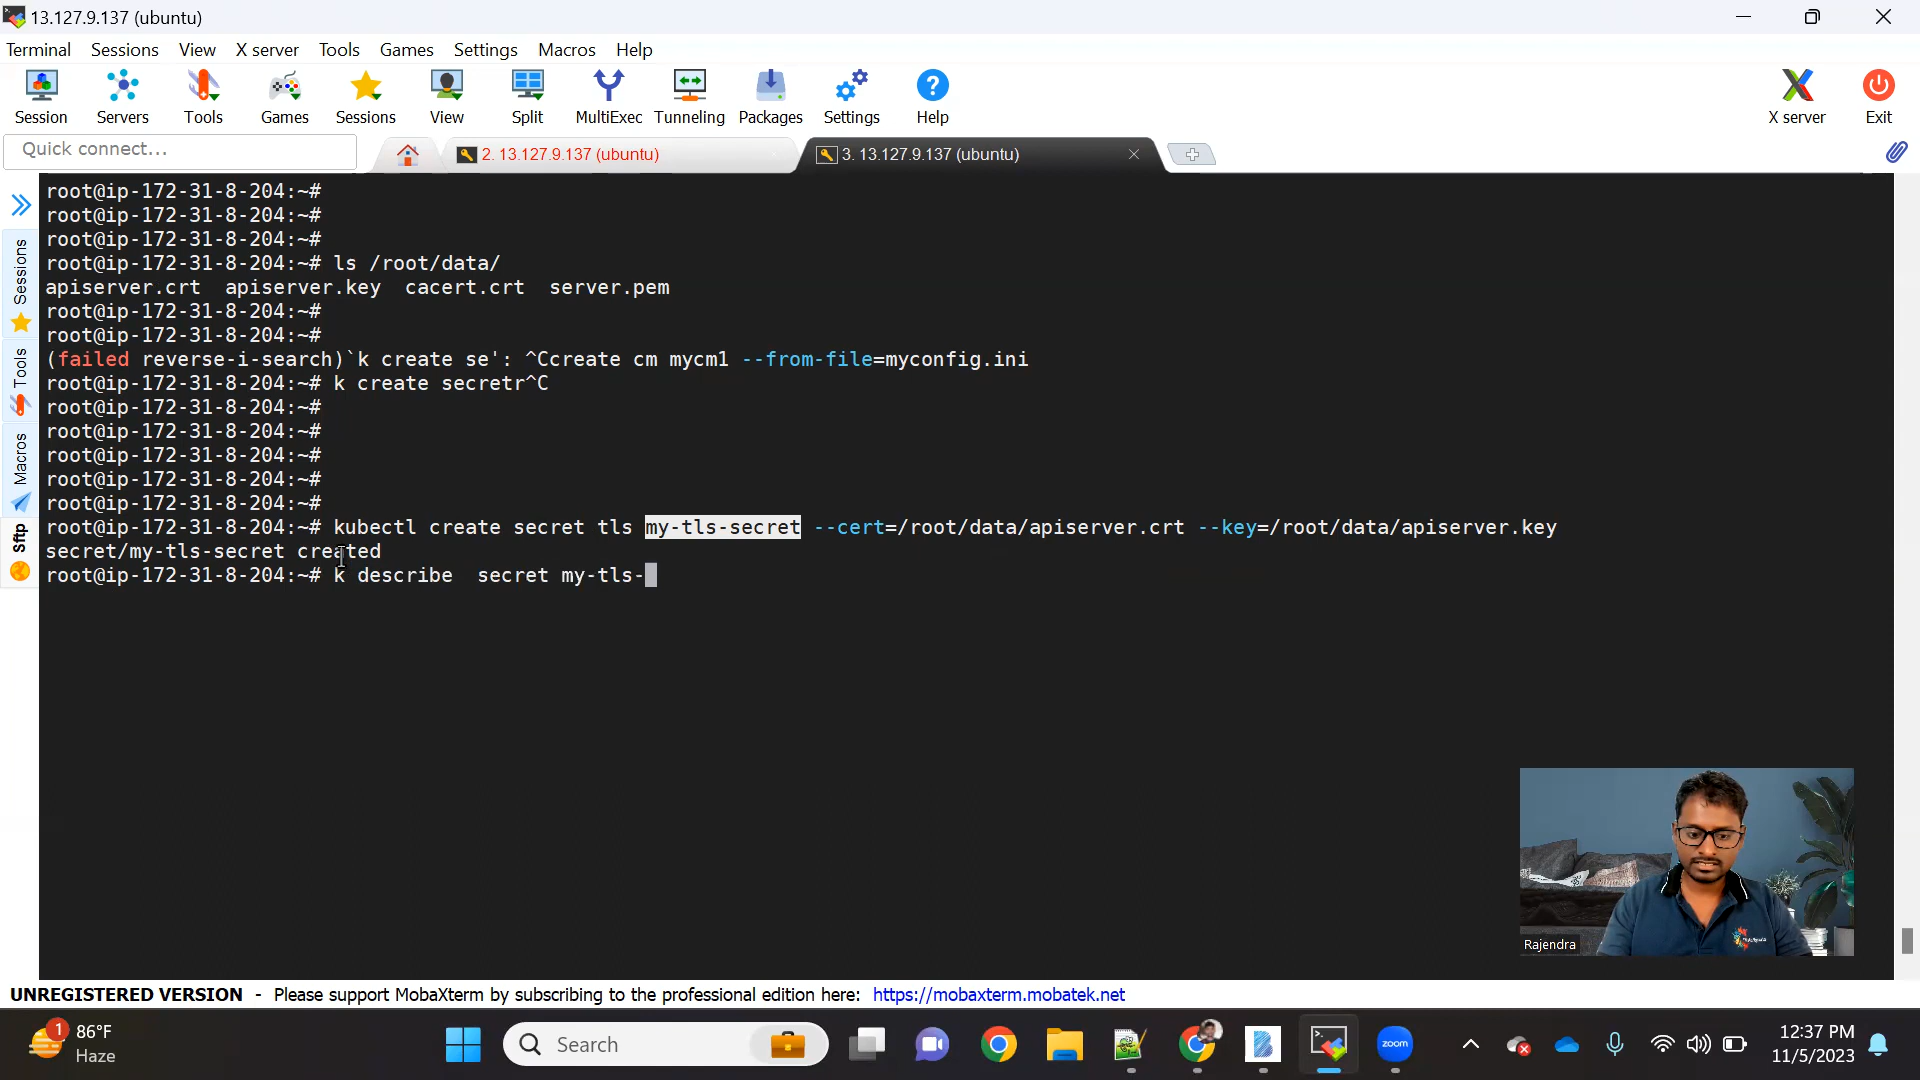 13.127.9.137 (ubuntu)
Terminal Sessions View X server Tools Games Settings Macros Help
Session Servers Tools Games Sessions View Split MultiExec Tunneling Packages Settings Help X server Exit
Quick connect... 2. 13.127.9.137 (ubuntu) 3. 13.127.9.137 (ubuntu)
Sessions
Tools
Macros
Sftp
root@ip-172-31-8-204:~#
root@ip-172-31-8-204:~#
root@ip-172-31-8-204:~#
root@ip-172-31-8-204:~# ls /root/data/
apiserver.crt  apiserver.key  cacert.crt  server.pem
root@ip-172-31-8-204:~#
root@ip-172-31-8-204:~#
(failed reverse-i-search)`k create se': ^Ccreate cm mycm1 --from-file=myconfig.ini
root@ip-172-31-8-204:~# k create secretr^C
root@ip-172-31-8-204:~#
root@ip-172-31-8-204:~#
root@ip-172-31-8-204:~#
root@ip-172-31-8-204:~#
root@ip-172-31-8-204:~#
root@ip-172-31-8-204:~# kubectl create secret tls my-tls-secret --cert=/root/data/apiserver.crt --key=/root/data/apiserver.key
secret/my-tls-secret created
root@ip-172-31-8-204:~# k describe  secret my-tls-
Rajendra
UNREGISTERED VERSION - Please support MobaXterm by subscribing to the professional edition here: https://mobaxterm.mobatek.net
1
86°F
Haze
Search
zoom
12:37 PM
11/5/2023